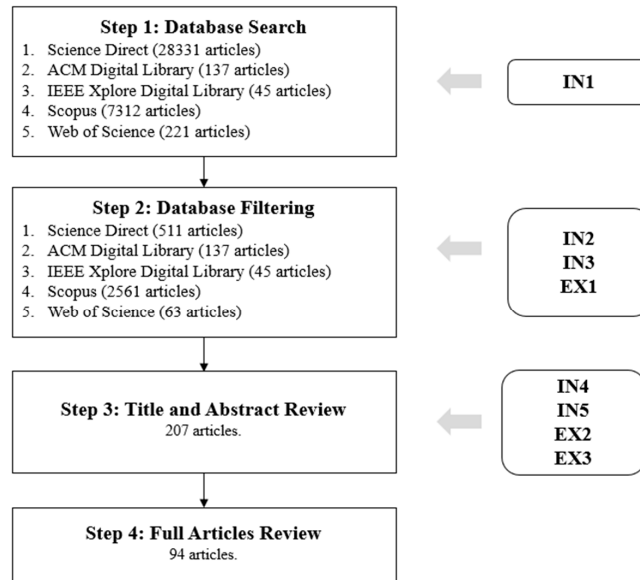 Step 1: Database Search
1. Science Direct (28331 articles)
2. ACM Digital Library (137 articles)
3. IEEE Xplore Digital Library (45 articles)
4. Scopus (7312 articles)
5. Web of Science (221 articles)
IN1
Step 2: Database Filtering
1. Science Direct (511 articles)
2. ACM Digital Library (137 articles)
3. IEEE Xplore Digital Library (45 articles)
4. Scopus (2561 articles)
5. Web of Science (63 articles)
IN2
IN3
EX1
Step 3: Title and Abstract Review
207 articles.
IN4
IN5
EX2
EX3
Step 4: Full Articles Review
94 articles.